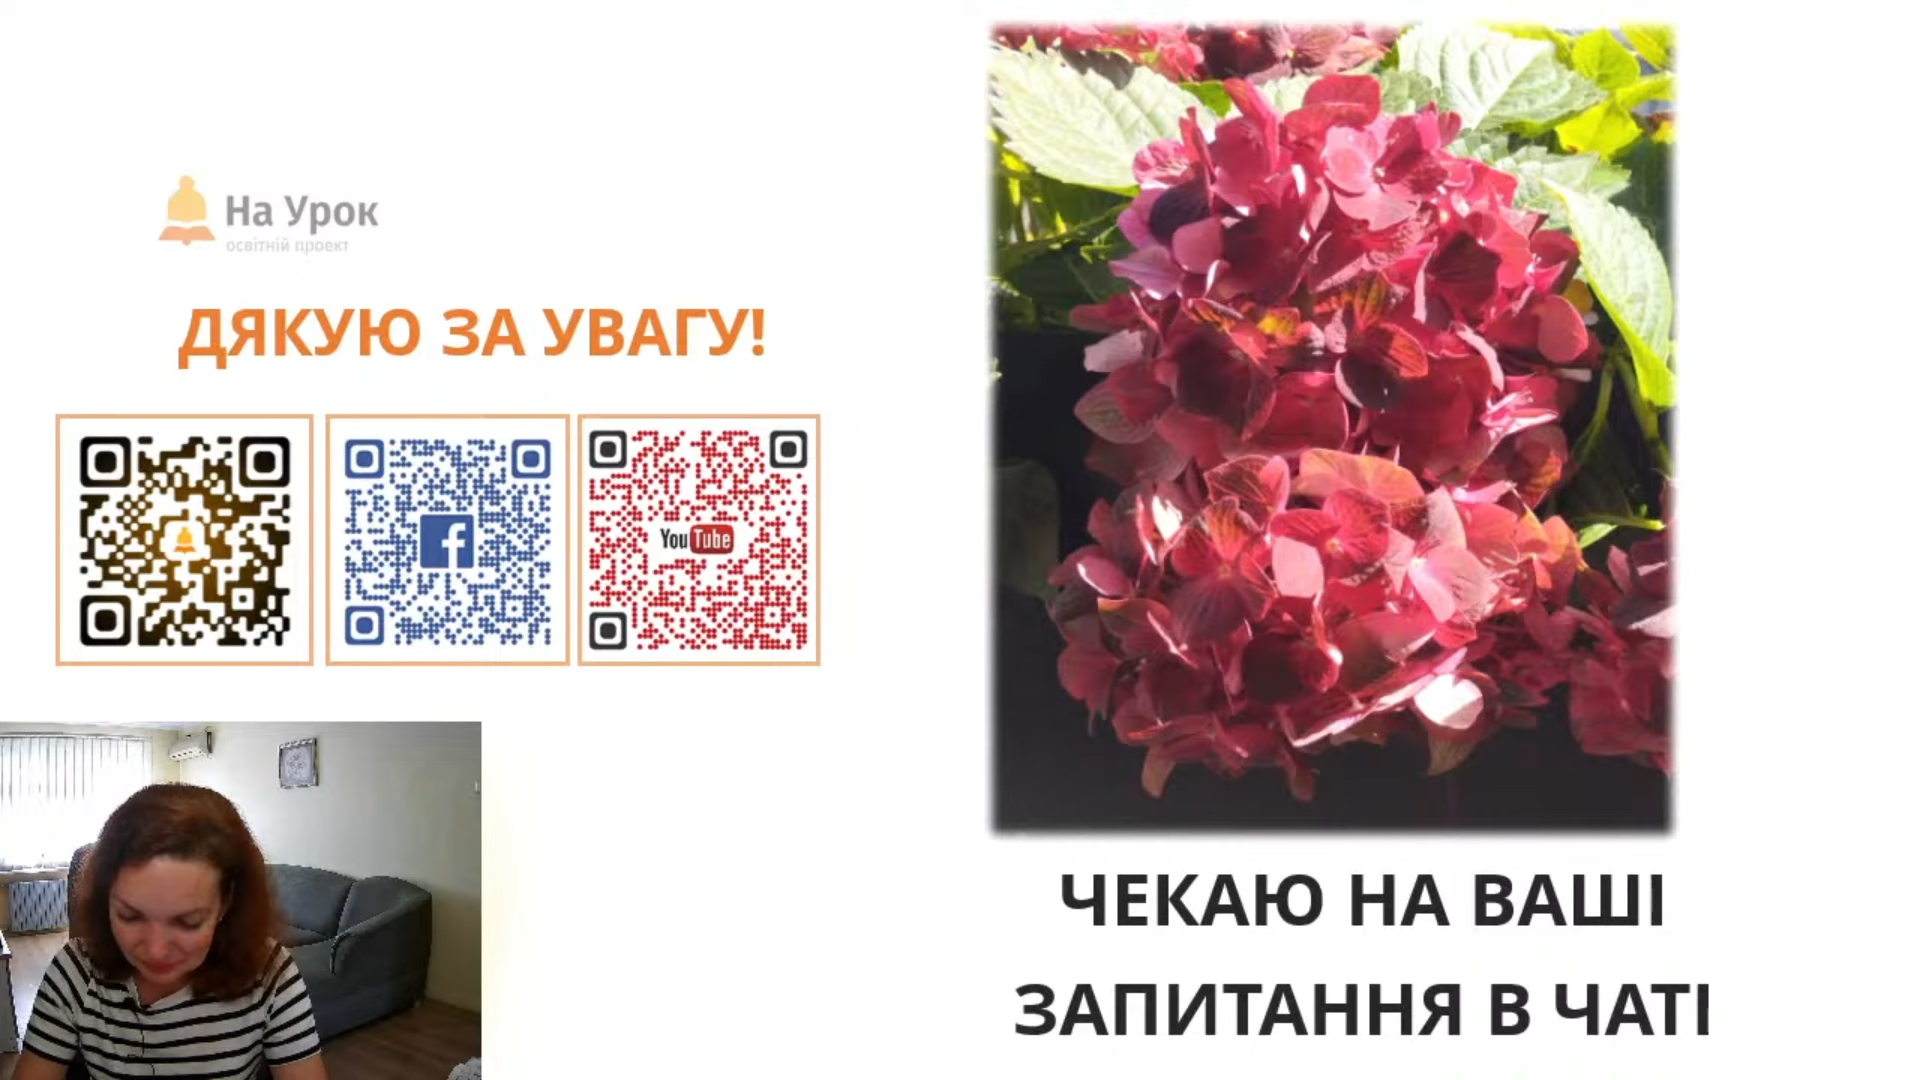 На Урок
освітній проект
ДЯКУЮ ЗА УВАГУ!
You Tube
ЧЕКАЮ НА ВАШІ
ЗАПИТАННЯ В ЧАТІ